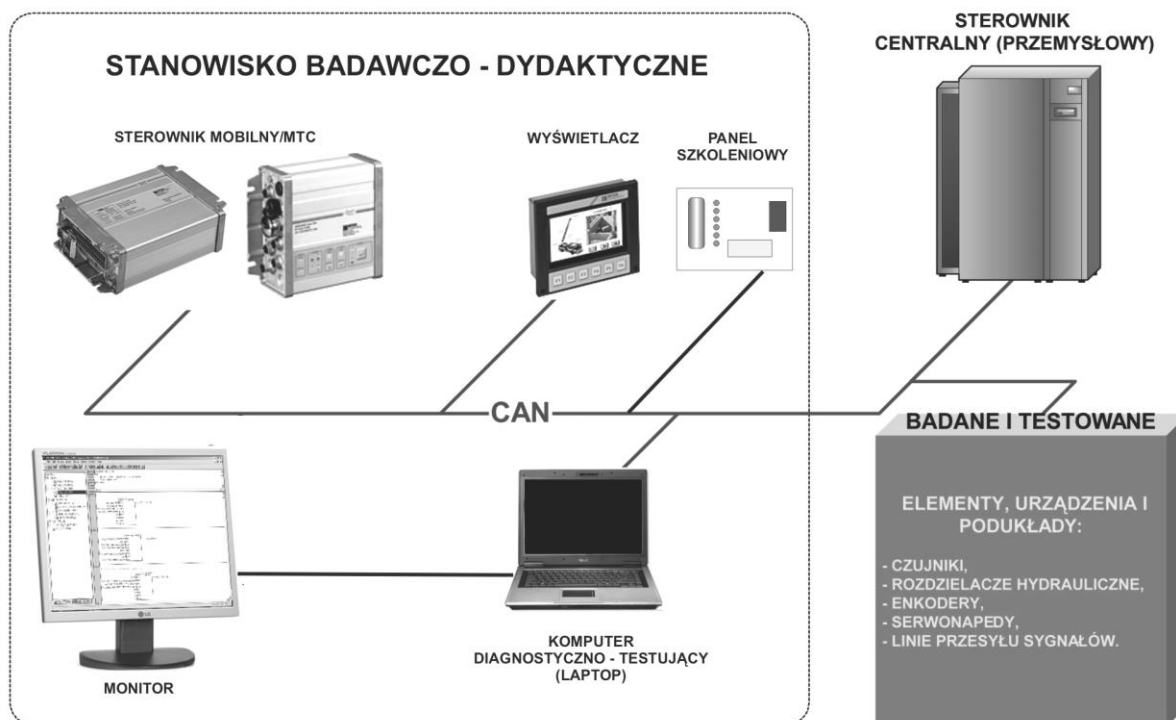 STEROWNIK
CENTRALNY (PRZEMYSŁOWY)
STANOWISKO BADAWCZO - DYDAKTYCZNE
STEROWNIK MOBILNY/MTC
WYŚWIETLACZ
PANEL
SZKOLENIOWY
CAN
BADANE I TESTOWANE
ELEMENTY, URZĄDZENIA I
PODUKŁADY:
- CZUJNIKI,
- ROZDZIELACZE HYDRAULICZNE,
- ENKODERY,
- SERWONAPEDY,
- LINIE PRZESYŁU SYGNAŁÓW.
LG
MONITOR
KOMPUTER
DIAGNOSTYCZNO - TESTUJĄCY
(LAPTOP)